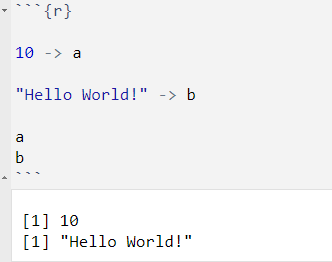 ```{r}
10 -> a
"Hello World!" -> b
a
b
```
[1] 10
[1] "Hello World!"